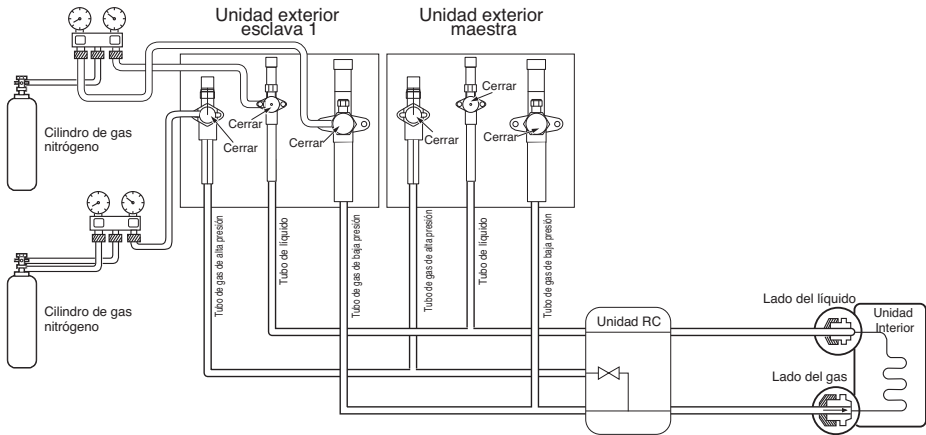 Unidad exterior
esclava 1
Unidad exterior
maestra
Cilindro de gas
nitrógeno
Cerrar
Cerrar
Cerrar
Cerrar
Cerrar
Cerrar
Cilindro de gas
nitrógeno
Tubo de gas de alta presión
Tubo de líquido
Tubo de gas de baja presión
Tubo de gas de alta presión
Tubo de líquido
Tubo de gas de baja presión
Unidad RC
Lado del líquido
Unidad
Interior
Lado del gas